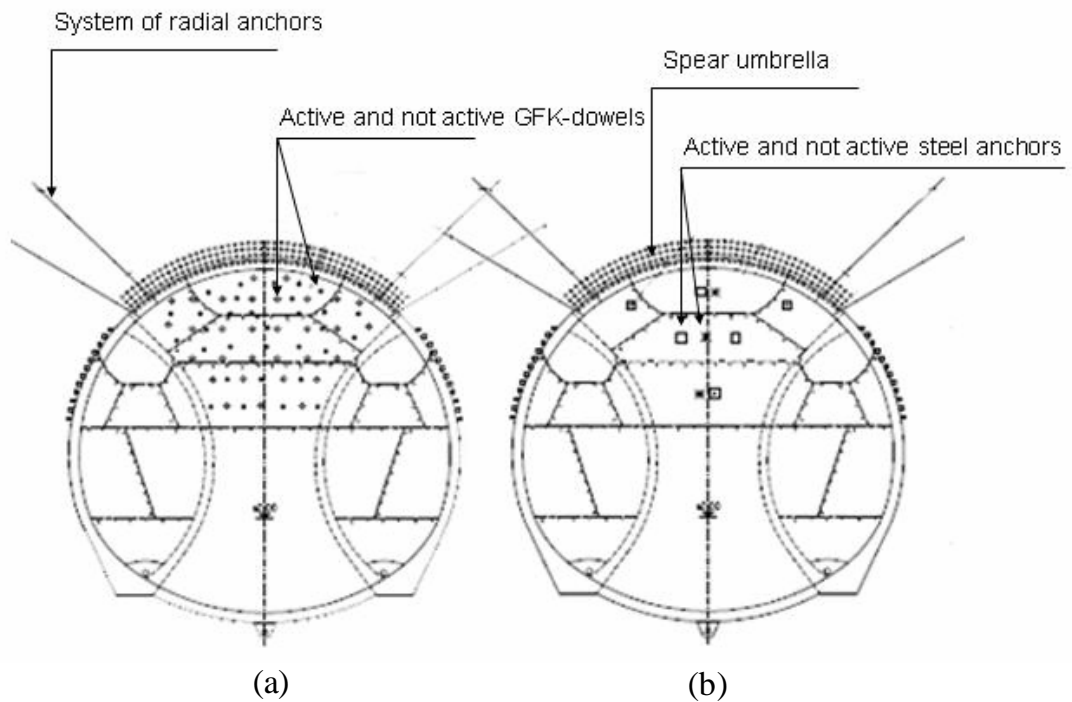 System of radial anchors
Spear umbrella
Active and not active GFK-dowels
Active and not active steel anchors
(a)
(b)